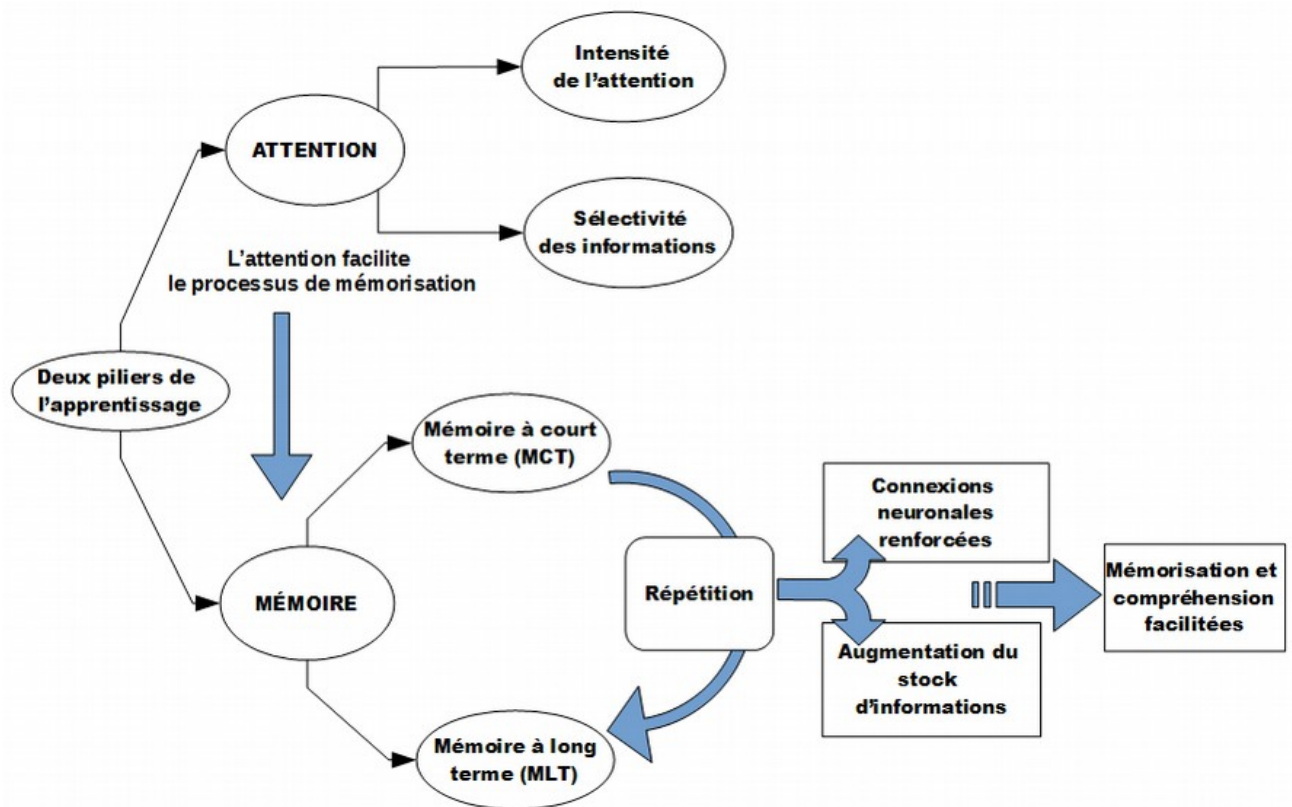 Intensité
de l'attention
ATTENTION
Sélectivité
des informations
L'attention facilite
le processus de mémorisation
Deux piliers de
l'apprentissage
Mémoire à court
terme (MCT)
Connexions
neuronales
renforcées
Répétition
Mémorisation et
compréhension
facilitées
MÉMOIRE
Augmentation du
stock
d'informations
Mémoire à long
terme (MLT)